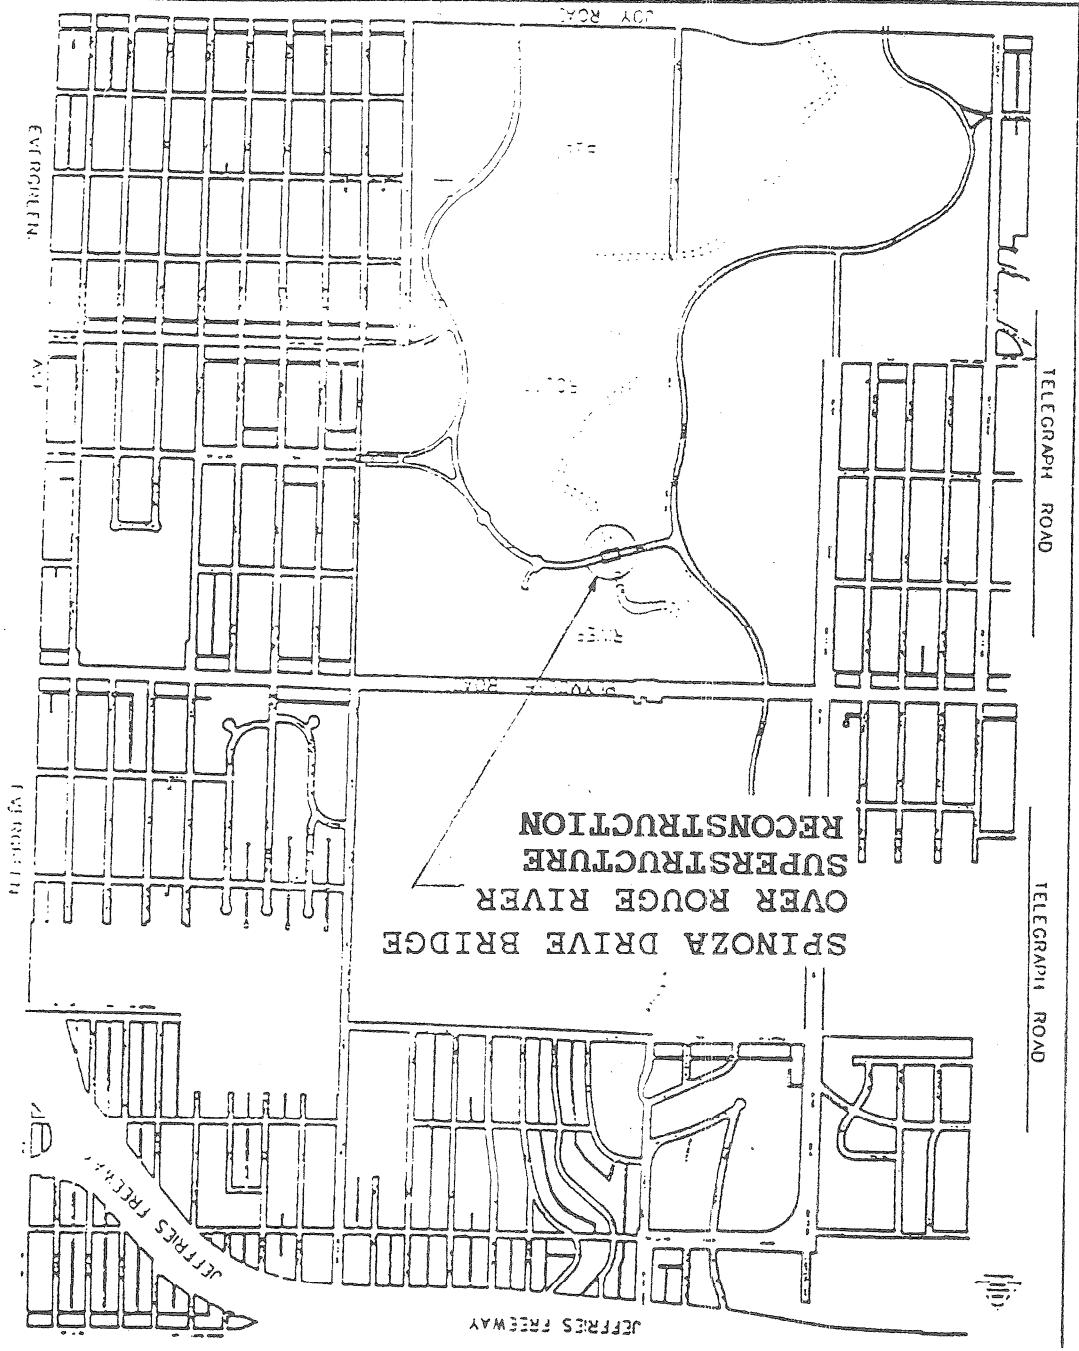 SPINOZA DRIVE BRIDGE
OVER ROUGE RIVER
SUPERSTRUCTURE
RECONSTRUCTION
JEFFRIES FREEWAY
JEFFRIES FREEWAY
TELEGRAPH ROAD
TELEGRAPH ROAD
RIVER
JOY ROAD
EVERGREEN
EVERGREEN